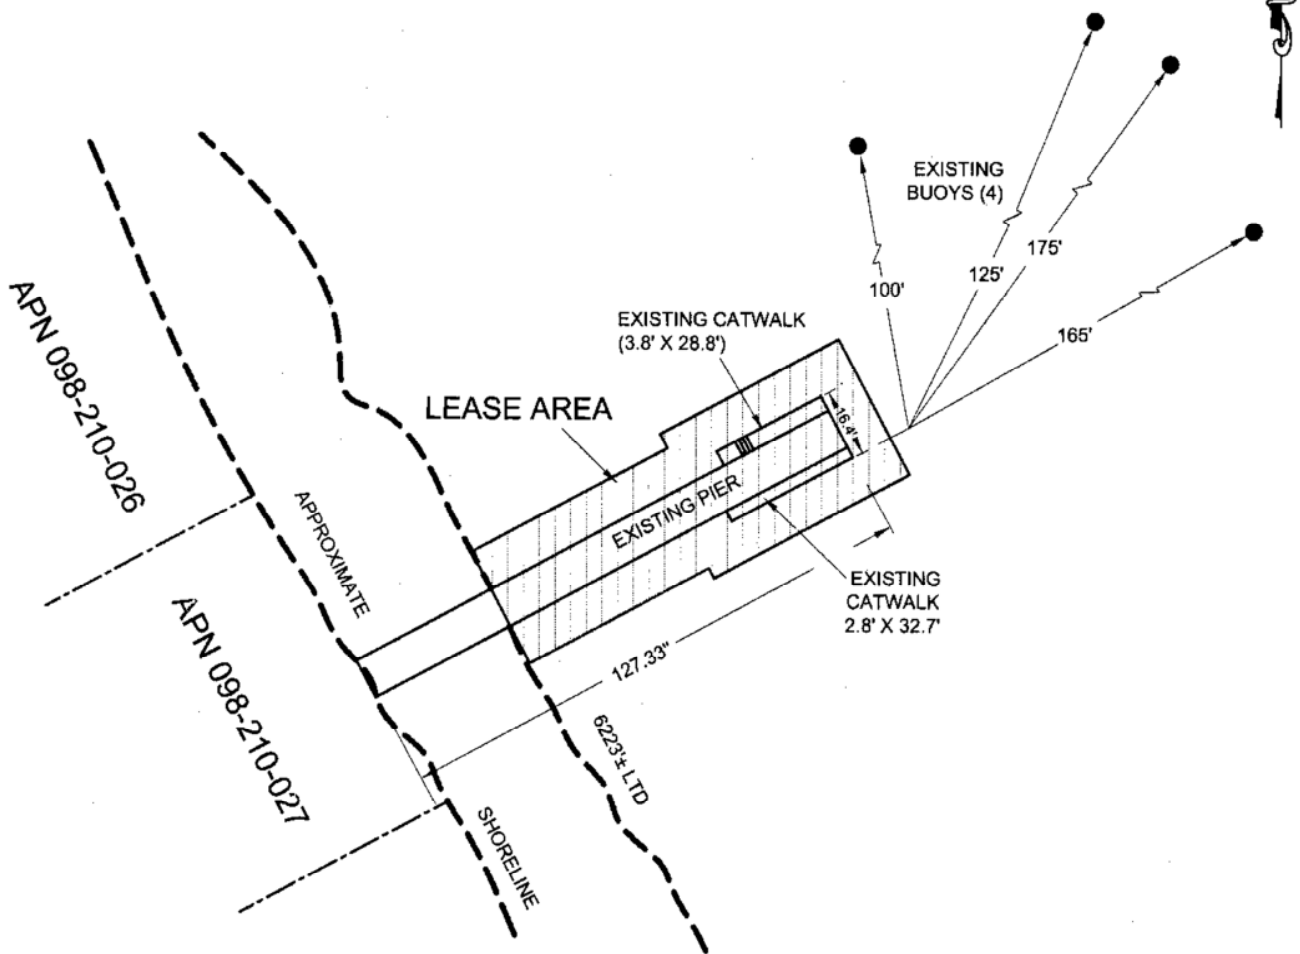 EXISTING
BUOYS (4)
175'
125'
100'
165'
EXISTING CATWALK
(3.8' X 28.8')
LEASE AREA
16.4'
EXISTING PIER
APN 098-210-026
APPROXIMATE
EXISTING
CATWALK
2.8' X 32.7'
127.33"
APN 098-210-027
6223'± LTD
SHORELINE